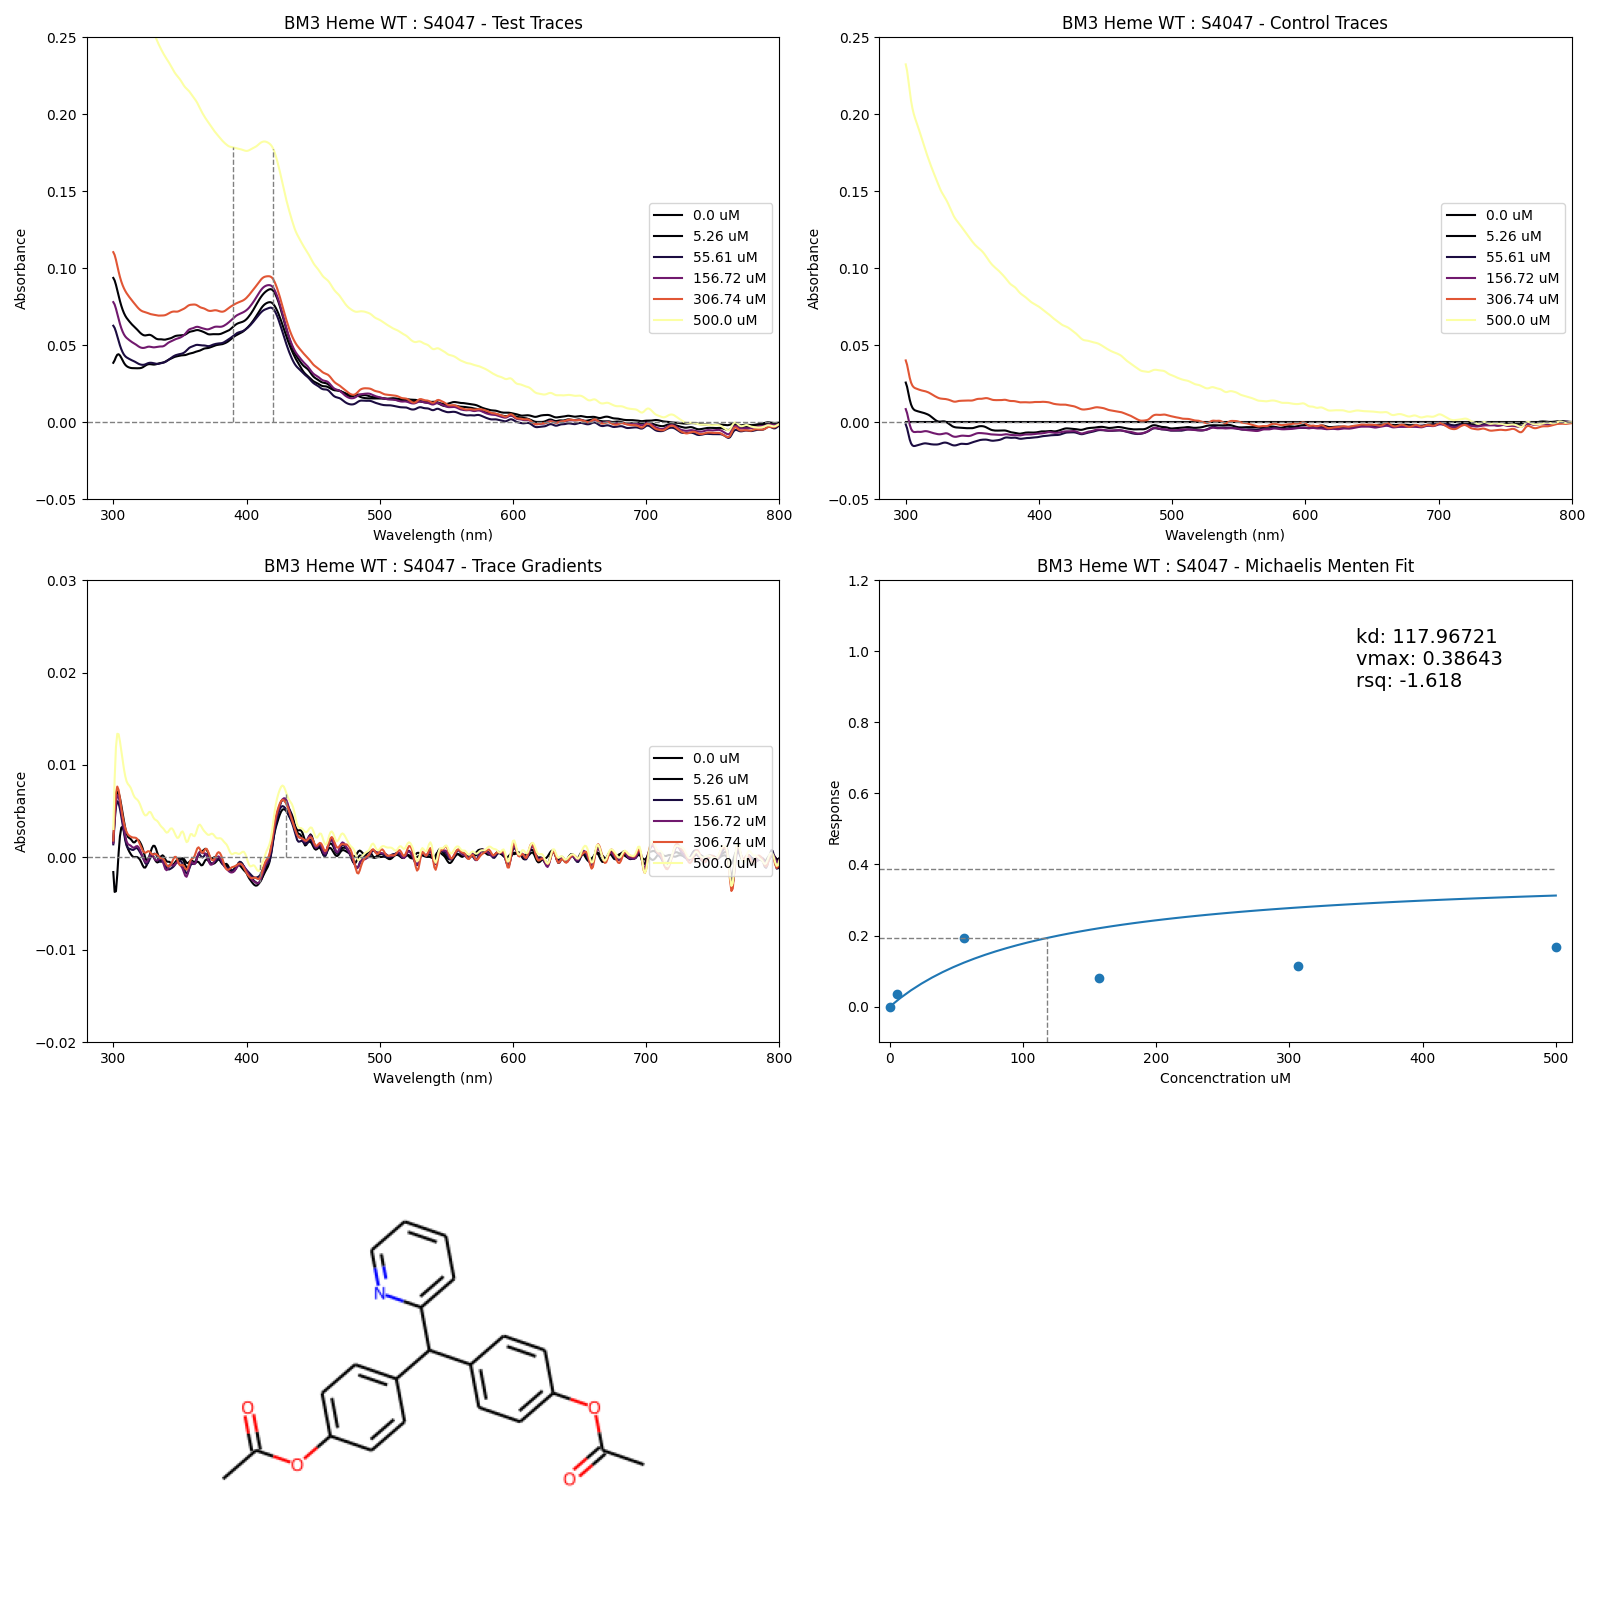 BM3 Heme WT : S4047 - Test Traces
Absorbance
0.25
0.20
0.15
0.10
0.05
0.00
−0.05
300 400 500 600 700 800
Wavelength (nm)
0.0 uM
5.26 uM
55.61 uM
156.72 uM
306.74 uM
500.0 uM
BM3 Heme WT : S4047 - Control Traces
Absorbance
0.25
0.20
0.15
0.10
0.05
0.00
−0.05
300 400 500 600 700 800
Wavelength (nm)
0.0 uM
5.26 uM
55.61 uM
156.72 uM
306.74 uM
500.0 uM
BM3 Heme WT : S4047 - Trace Gradients
Absorbance
0.03
0.02
0.01
0.00
−0.01
−0.02
300 400 500 600 700 800
Wavelength (nm)
0.0 uM
5.26 uM
55.61 uM
156.72 uM
306.74 uM
500.0 uM
BM3 Heme WT : S4047 - Michaelis Menten Fit
Response
1.2
1.0
0.8
0.6
0.4
0.2
0.0
kd: 117.96721
vmax: 0.38643
rsq: -1.618
0 100 200 300 400 500
Concenctration uM
N
O
O
O
O